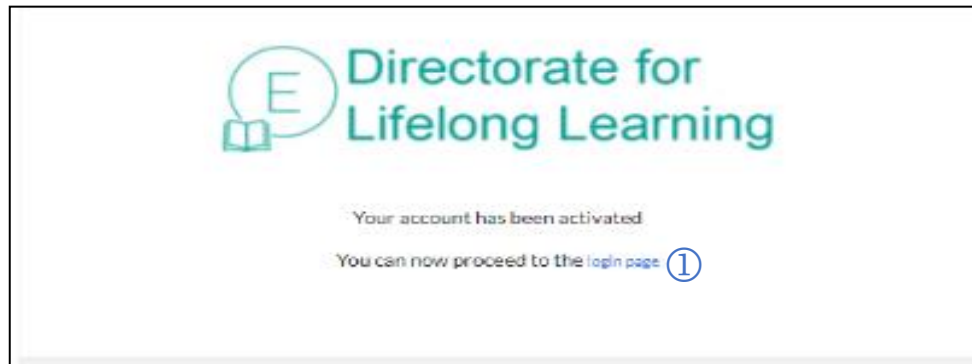 E
Directorate for
Lifelong Learning
Your account has been activated
You can now proceed to the login page ①